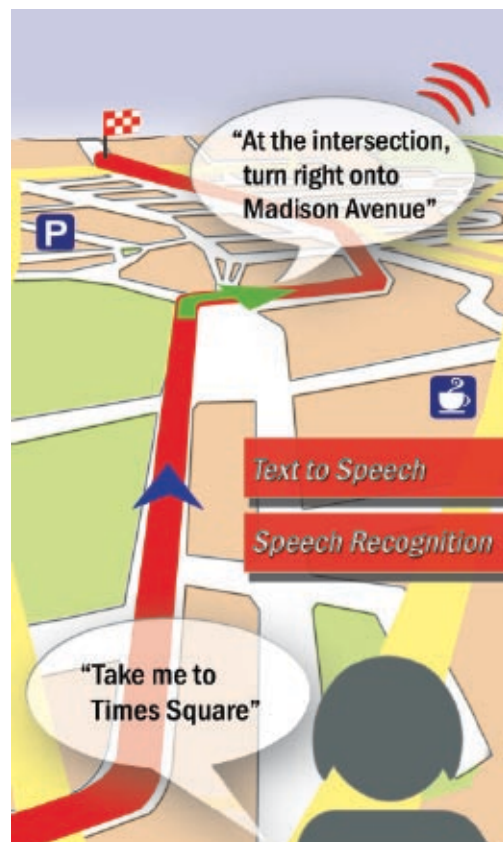 “At the intersection,
turn right onto
Madison Avenue”
P
Text to Speech
Speech Recognition
“Take me to
Times Square”